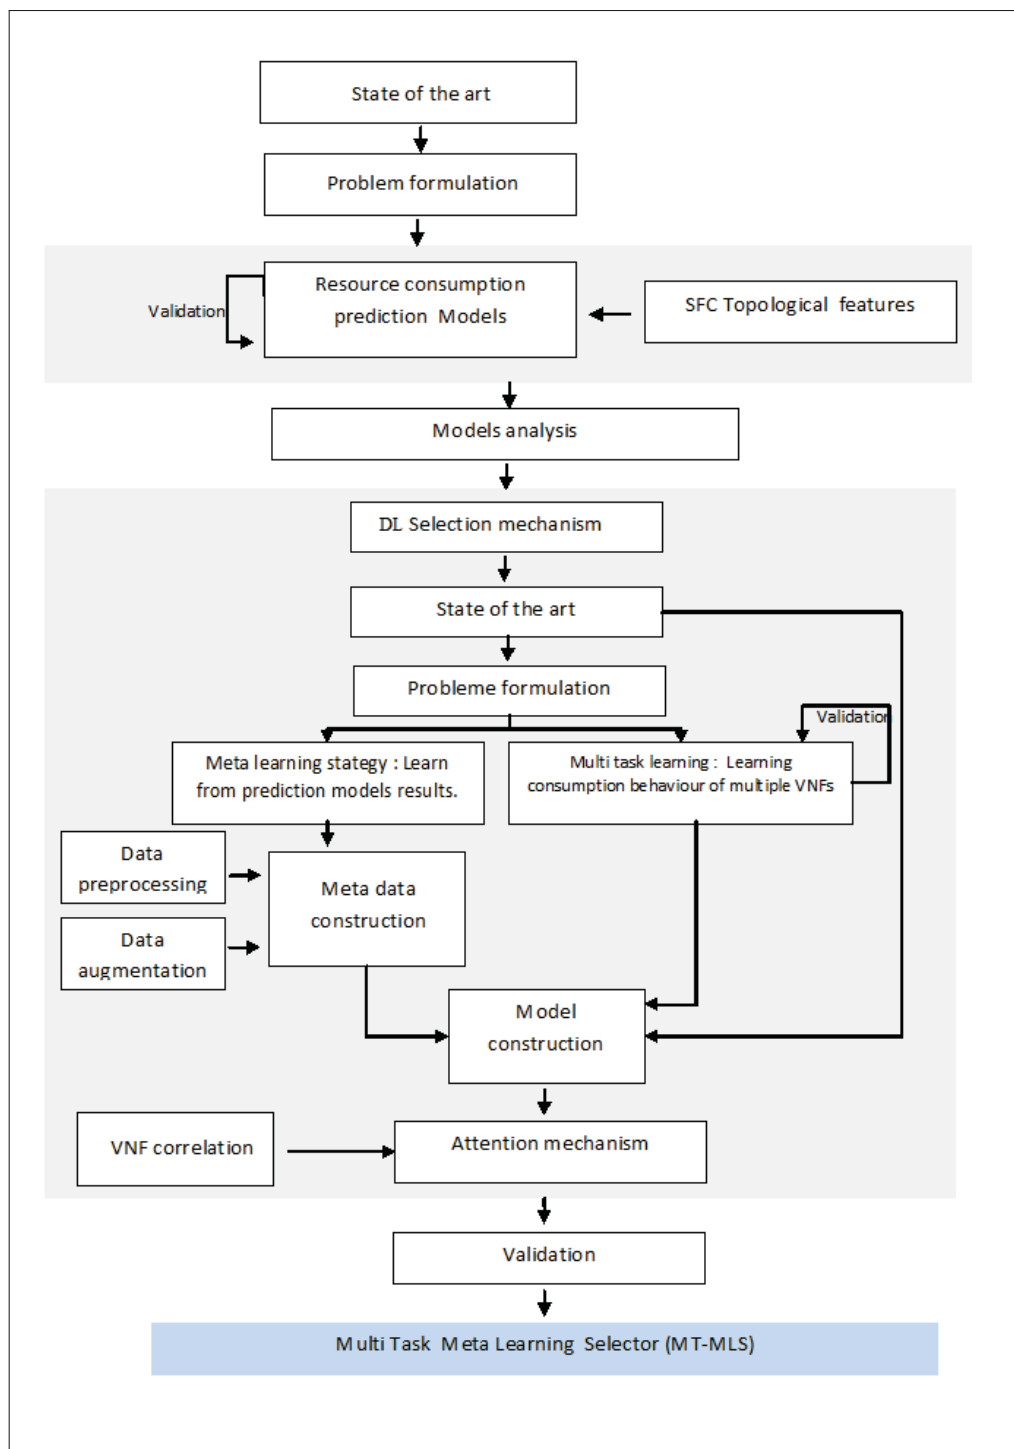 State of the art
Problem formulation
Resource consumption
prediction Models
Validation
SFC Topological features
Models analysis
DL Selection mechanism
State of the art
Probleme formulation
Validation
Meta learning stategy : Learn
from prediction models results.
Multi task learning : Learning
consumption behaviour of multiple VNFs
Data
preprocessing
Meta data
construction
Data
augmentation
Model
construction
VNF correlation
Attention mechanism
Validation
Multi Task Meta Learning Selector (MT-MLS)